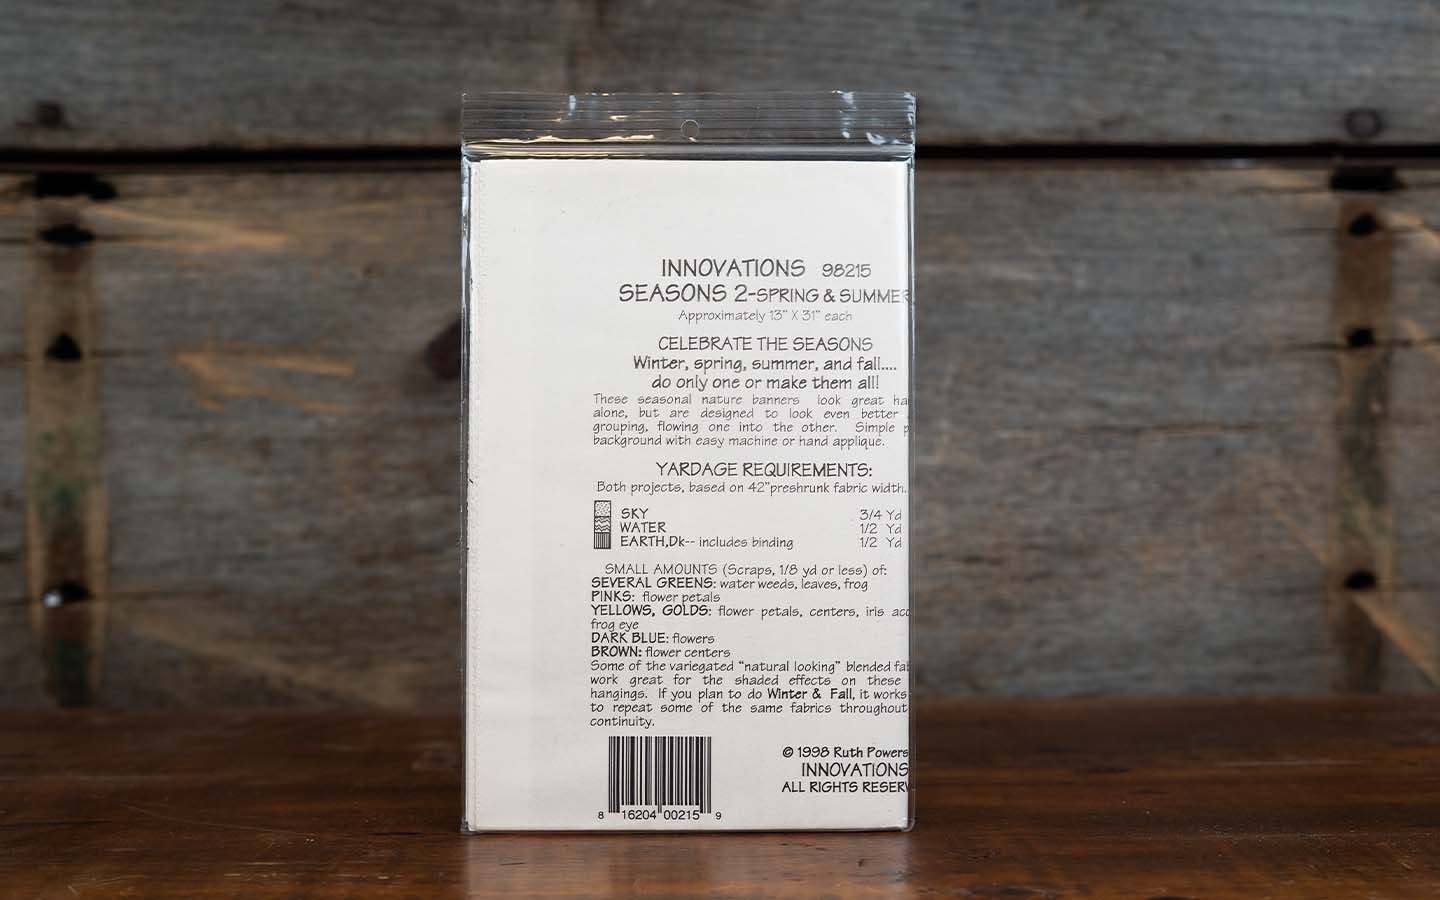 INNOVATIONS 98215
SEASONS 2-SPRING & SUMMER
Approximately 13" X 31" each
CELEBRATE THE SEASONS
Winter, spring, summer, and fall....
do only one or make them all!
These seasonal nature banners look great ha
alone, but are designed to look even better
grouping, flowing one into the other. Simple p
background with easy machine or hand applique.
YARDAGE REQUIREMENTS:
Both projects, based on 42"preshrunk fabric width.
SKY 3/4 Yd
WATER 1/2 Yd
EARTH,Dk-- includes binding 1/2 Yd
SMALL AMOUNTS (Scraps, 1/8 yd or less) of:
SEVERAL GREENS: water weeds, leaves, frog
PINKS: flower petals
YELLOWS, GOLDS: flower petals, centers, iris acc
frog eye
DARK BLUE: flowers
BROWN: flower centers
Some of the variegated "natural looking" blended fab
work great for the shaded effects on these
hangings. If you plan to do Winter & Fall, it works
to repeat some of the same fabrics throughout
continuity.
© 1998 Ruth Powers
INNOVATIONS
ALL RIGHTS RESERV
8 16204 00215 9